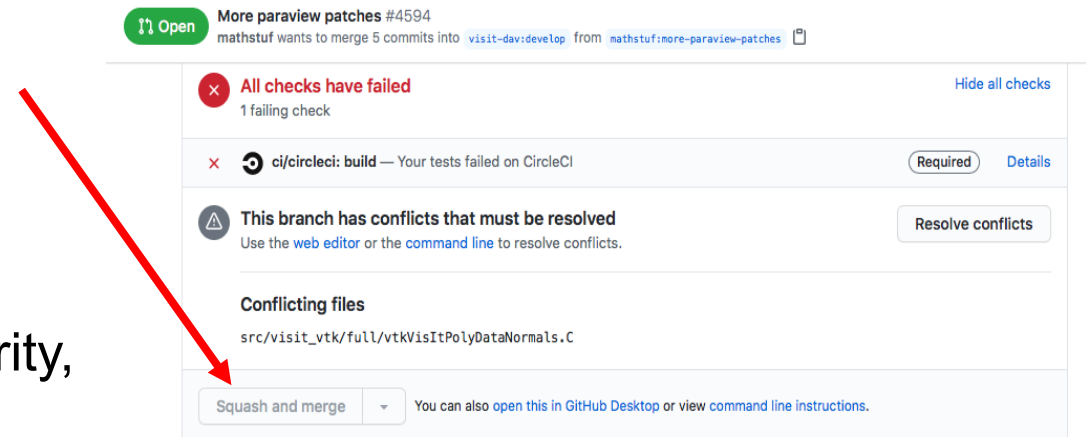 Open
More paraview patches #4594
mathstuf wants to merge 5 commits into visit-dav:develop from mathstuf:more-paraview-patches
All checks have failed
Hide all checks
1 failing check
ci/circleci: build — Your tests failed on CircleCI
Required
Details
This branch has conflicts that must be resolved
Resolve conflicts
Use the web editor or the command line to resolve conflicts.
Conflicting files
src/visit_vtk/full/vtkVisItPolyDataNormals.C
rity,
Squash and merge
You can also open this in GitHub Desktop or view command line instructions.